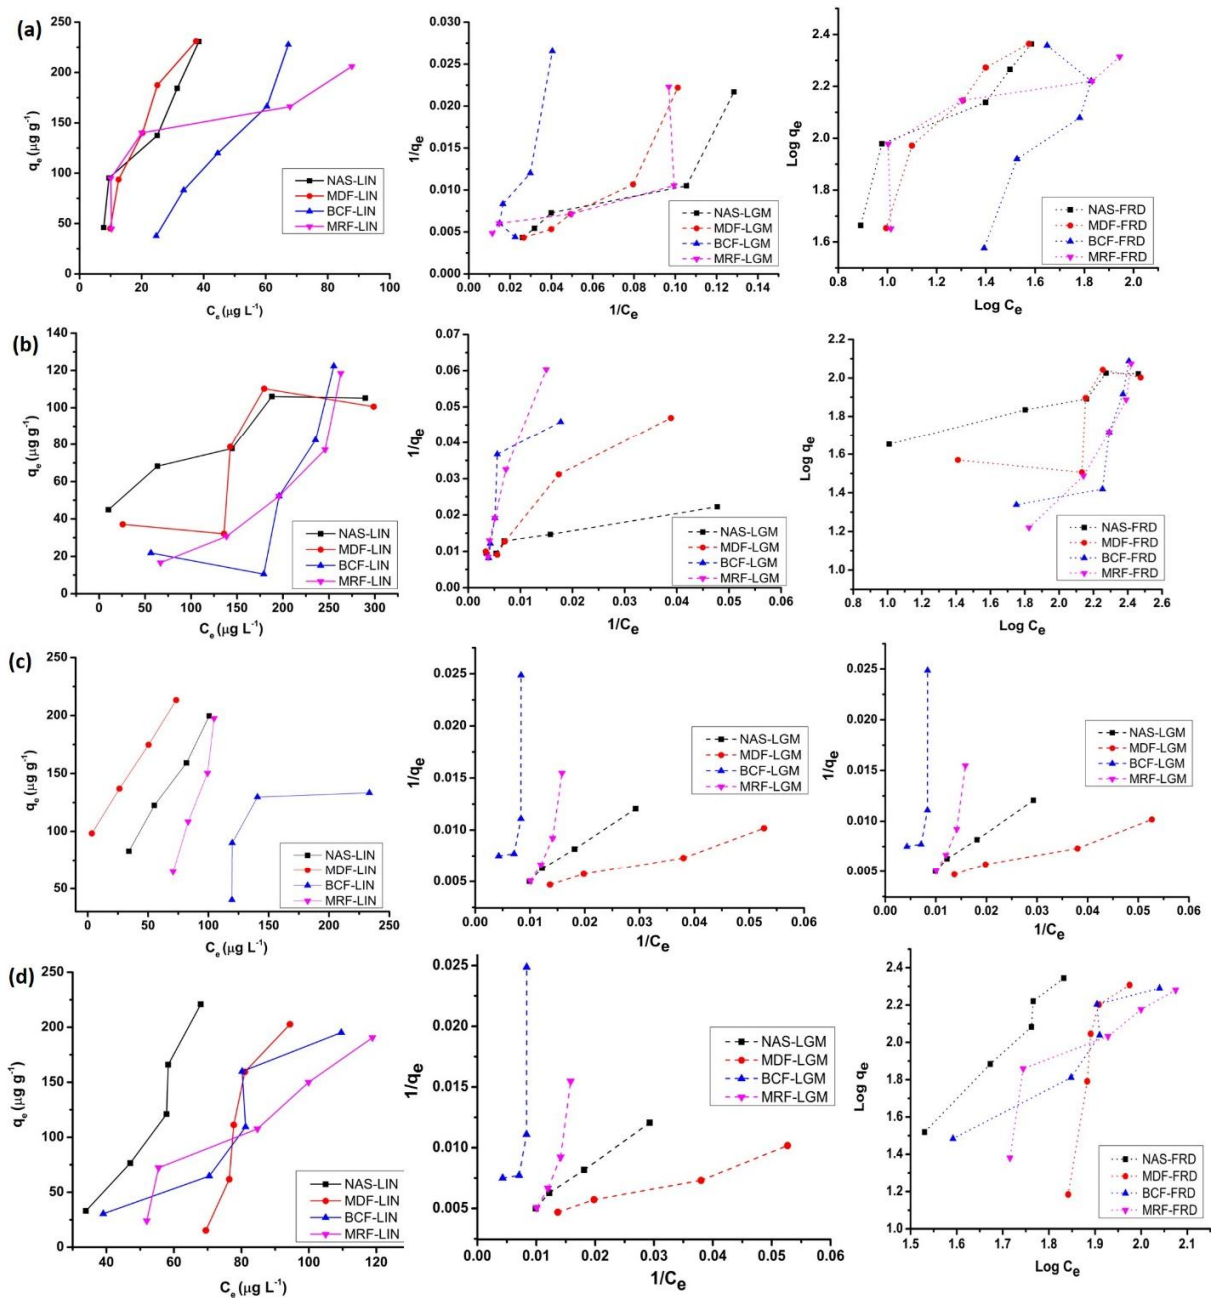 (a)
250
200
150
100
50
0
qₑ (µg g⁻¹)
0 20 40 60 80 100
Cₑ (µg L⁻¹)
NAS-LIN
MDF-LIN
BCF-LIN
MRF-LIN
0.030
0.025
0.020
0.015
0.010
0.005
0.000
1/qₑ
0.00 0.02 0.04 0.06 0.08 0.10 0.12 0.14
1/Cₑ
NAS-LGM
MDF-LGM
BCF-LGM
MRF-LGM
2.4
2.2
2.0
1.8
1.6
Log qₑ
0.8 1.0 1.2 1.4 1.6 1.8 2.0
Log Cₑ
NAS-FRD
MDF-FRD
BCF-FRD
MRF-FRD
(b)
140
120
100
80
60
40
20
0
qₑ (µg g⁻¹)
0 50 100 150 200 250 300
Cₑ (µg L⁻¹)
NAS-LIN
MDF-LIN
BCF-LIN
MRF-LIN
0.07
0.06
0.05
0.04
0.03
0.02
0.01
0.00
1/qₑ
0.00 0.01 0.02 0.03 0.04 0.05 0.06
1/Cₑ
NAS-LGM
MDF-LGM
BCF-LGM
MRF-LGM
2.2
2.0
1.8
1.6
1.4
1.2
1.0
Log qₑ
0.8 1.0 1.2 1.4 1.6 1.8 2.0 2.2 2.4 2.6
Log Cₑ
NAS-FRD
MDF-FRD
BCF-FRD
MRF-FRD
(c)
250
200
150
100
50
qₑ (µg g⁻¹)
0 50 100 150 200 250
Cₑ (µg L⁻¹)
NAS-LIN
MDF-LIN
BCF-LIN
MRF-LIN
0.025
0.020
0.015
0.010
0.005
1/qₑ
0.00 0.01 0.02 0.03 0.04 0.05 0.06
1/Cₑ
NAS-LGM
MDF-LGM
BCF-LGM
MRF-LGM
0.025
0.020
0.015
0.010
0.005
1/qₑ
0.00 0.01 0.02 0.03 0.04 0.05 0.06
1/Cₑ
NAS-LGM
MDF-LGM
BCF-LGM
MRF-LGM
(d)
250
200
150
100
50
0
qₑ (µg g⁻¹)
40 60 80 100 120
Cₑ (µg L⁻¹)
NAS-LIN
MDF-LIN
BCF-LIN
MRF-LIN
0.025
0.020
0.015
0.010
0.005
1/qₑ
0.00 0.01 0.02 0.03 0.04 0.05 0.06
1/Cₑ
NAS-LGM
MDF-LGM
BCF-LGM
MRF-LGM
2.4
2.2
2.0
1.8
1.6
1.4
1.2
1.0
Log qₑ
1.5 1.6 1.7 1.8 1.9 2.0 2.1
Log Cₑ
NAS-FRD
MDF-FRD
BCF-FRD
MRF-FRD